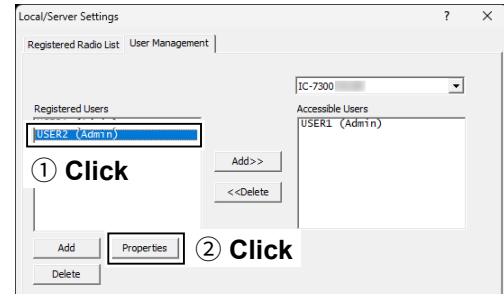 Local/Server Settings
? ×
Registered Radio List User Management
IC-7300
Registered Users
Accessible Users
USER2 (Admin)
USER1 (Admin)
① Click
Add>>
<<Delete
Add
Properties
② Click
Delete